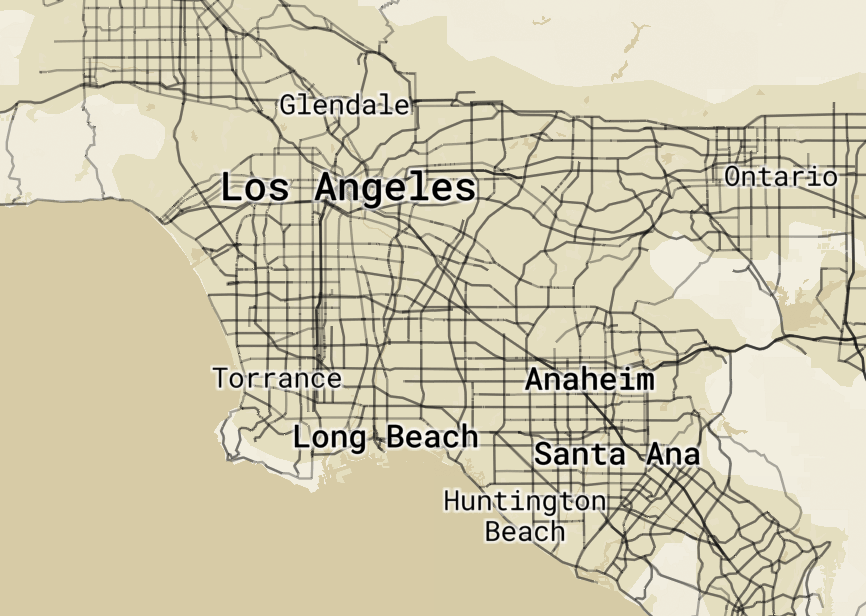 Glendale
Los Angeles
Ontario
Torrance
Anaheim
Long Beach
Santa Ana
Huntington
Beach